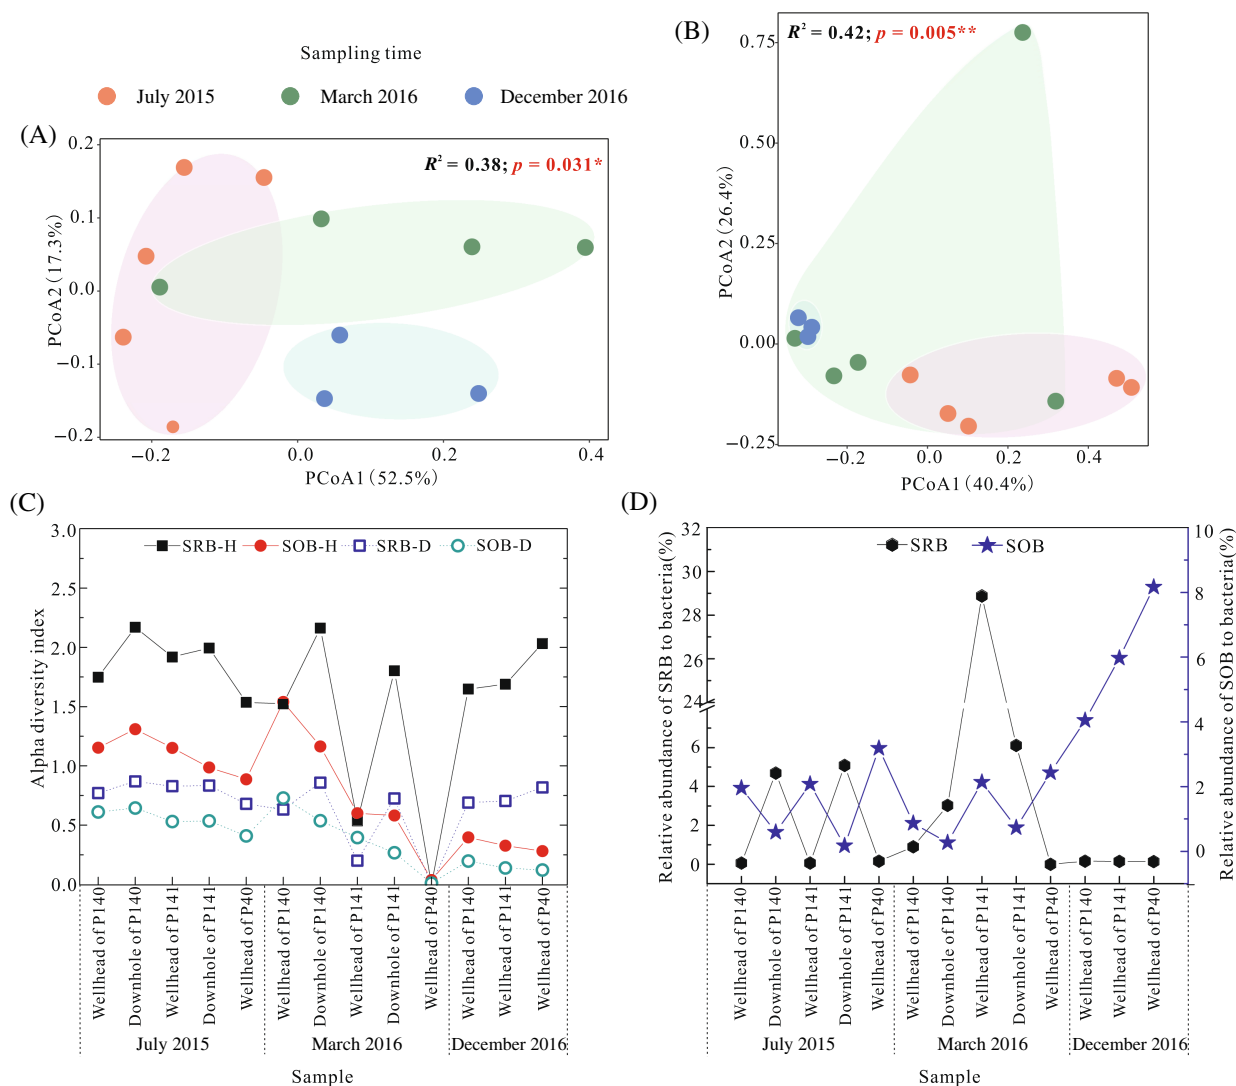 Sampling time
July 2015
March 2016
December 2016
(A)
R² = 0.38; p = 0.031*
0.2
0.1
0.0
−0.1
−0.2
PCoA2 (17.3%)
−0.2
0.0
0.2
0.4
PCoA1 (52.5%)
(B)
R² = 0.42; p = 0.005**
0.75
0.50
0.25
0.00
−0.25
PCoA2 (26.4%)
−0.2
0.0
0.2
0.4
PCoA1 (40.4%)
(C)
SRB-H
SOB-H
SRB-D
SOB-D
3.0
2.5
2.0
1.5
1.0
0.5
0.0
Alpha diversity index
Wellhead of P140
Downhole of P140
Wellhead of P141
Downhole of P141
Wellhead of P40
Wellhead of P140
Downhole of P140
Wellhead of P141
Downhole of P141
Wellhead of P40
Wellhead of P140
Wellhead of P141
Wellhead of P40
July 2015
March 2016
December 2016
Sample
(D)
SRB
SOB
32
30
28
26
24
6
4
2
0
Relative abundance of SRB to bacteria(%)
10
8
6
4
2
0
Relative abundance of SOB to bacteria(%)
Wellhead of P140
Downhole of P140
Wellhead of P141
Downhole of P141
Wellhead of P40
Wellhead of P140
Downhole of P140
Wellhead of P141
Downhole of P141
Wellhead of P40
Wellhead of P140
Wellhead of P141
Wellhead of P40
July 2015
March 2016
December 2016
Sample